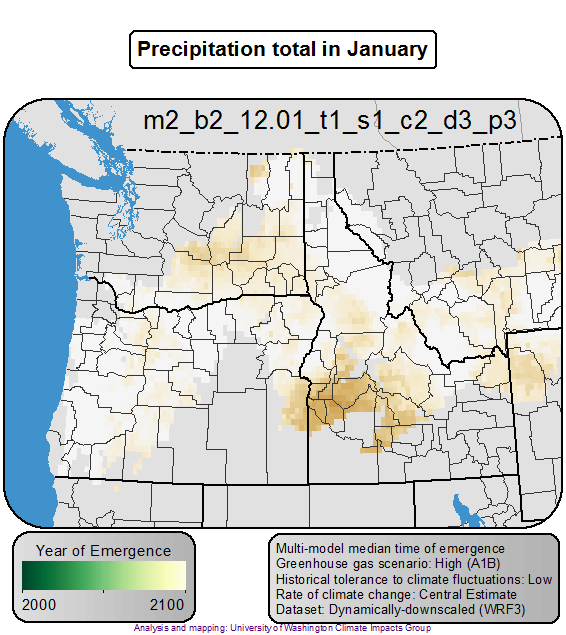 Precipitation total in January
m2_b2_12.01_t1_s1_c2_d3_p3
Year of Emergence
2000 2100
Multi-model median time of emergence
Greenhouse gas scenario: High (A1B)
Historical tolerance to climate fluctuations: Low
Rate of climate change: Central Estimate
Dataset: Dynamically-downscaled (WRF3)
Analysis and mapping: University of Washington Climate Impacts Group